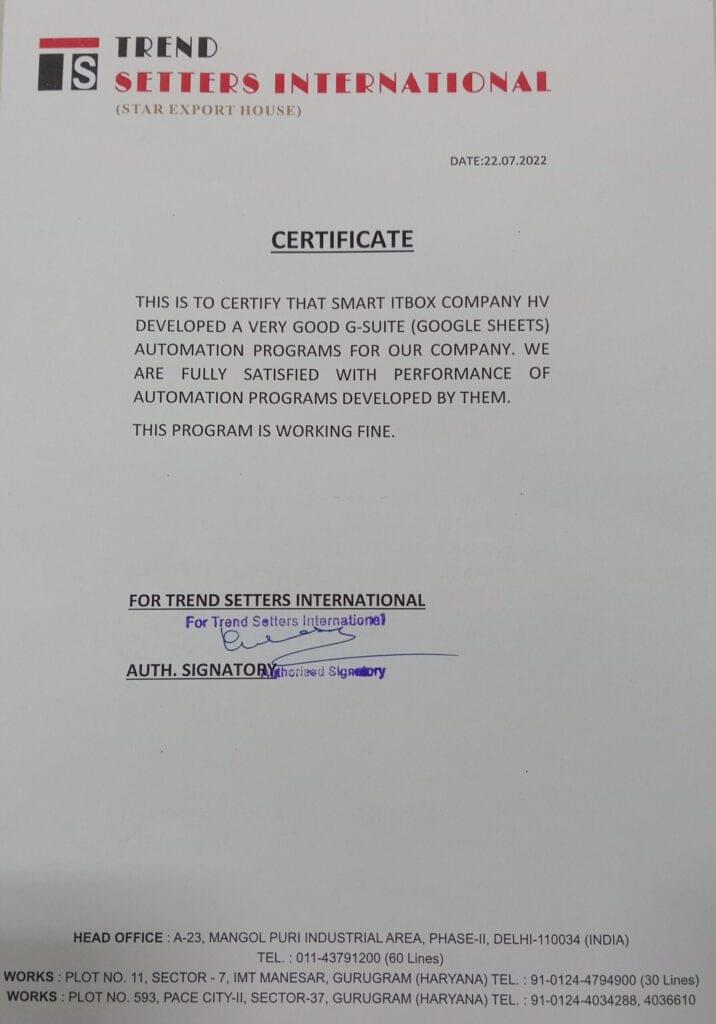 TS TREND
SETTERS INTERNATIONAL
(STAR EXPORT HOUSE)
DATE:22.07.2022
CERTIFICATE
THIS IS TO CERTIFY THAT SMART ITBOX COMPANY HV
DEVELOPED A VERY GOOD G-SUITE (GOOGLE SHEETS)
AUTOMATION PROGRAMS FOR OUR COMPANY. WE
ARE FULLY SATISFIED WITH PERFORMANCE OF
AUTOMATION PROGRAMS DEVELOPED BY THEM.
THIS PROGRAM IS WORKING FINE.
FOR TREND SETTERS INTERNATIONAL
For Trend Setters International
AUTH. SIGNATORY
Authorised Signatory
HEAD OFFICE : A-23, MANGOL PURI INDUSTRIAL AREA, PHASE-II, DELHI-110034 (INDIA)
TEL. : 011-43791200 (60 Lines)
WORKS : PLOT NO. 11, SECTOR - 7, IMT MANESAR, GURUGRAM (HARYANA) TEL. : 91-0124-4794900 (30 Lines)
WORKS : PLOT NO. 593, PACE CITY-II, SECTOR-37, GURUGRAM (HARYANA) TEL. : 91-0124-4034288, 4036610